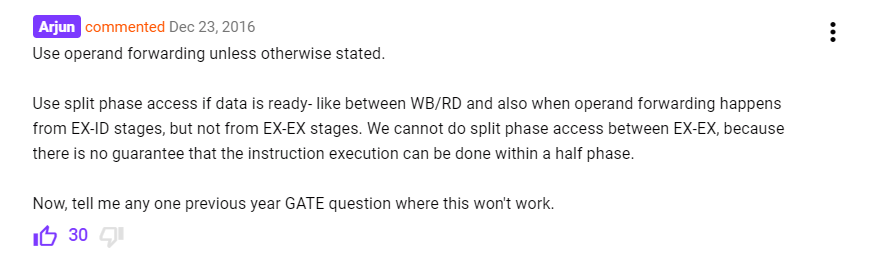 Arjun commented Dec 23, 2016
Use operand forwarding unless otherwise stated.
Use split phase access if data is ready- like between WB/RD and also when operand forwarding happens
from EX-ID stages, but not from EX-EX stages. We cannot do split phase access between EX-EX, because
there is no guarantee that the instruction execution can be done within a half phase.
Now, tell me any one previous year GATE question where this won't work.
30